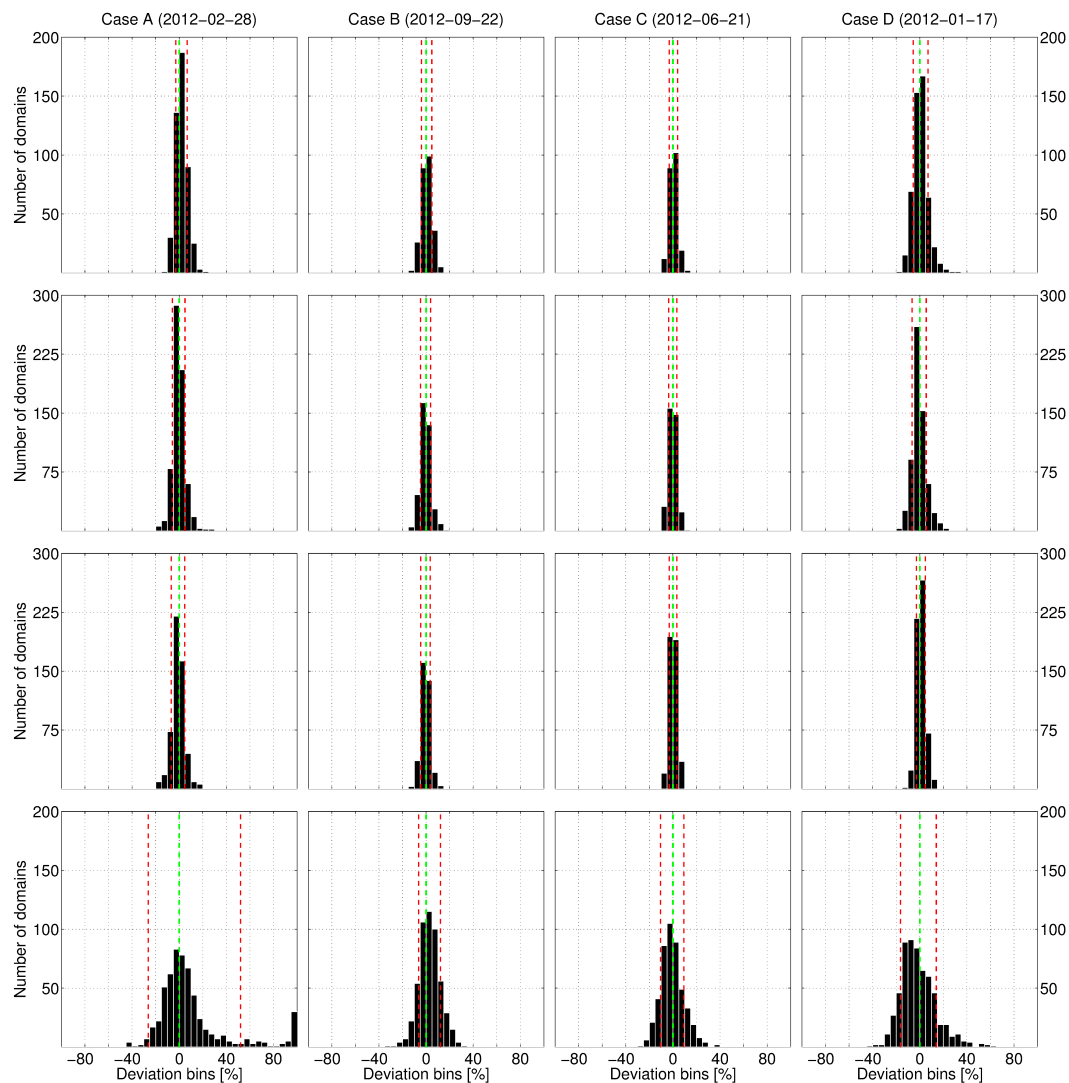 Case A (2012−02−28) Case B (2012−09−22) Case C (2012−06−21) Case D (2012−01−17)
200 200
150 150
100 100
50 50
Number of domains
300 300
225 225
150 150
75 75
Number of domains
300 300
225 225
150 150
75 75
Number of domains
200 200
150 150
100 100
50 50
Number of domains
−80 −40 0 40 80 −80 −40 0 40 80 −80 −40 0 40 80 −80 −40 0 40 80
Deviation bins [%] Deviation bins [%] Deviation bins [%] Deviation bins [%]